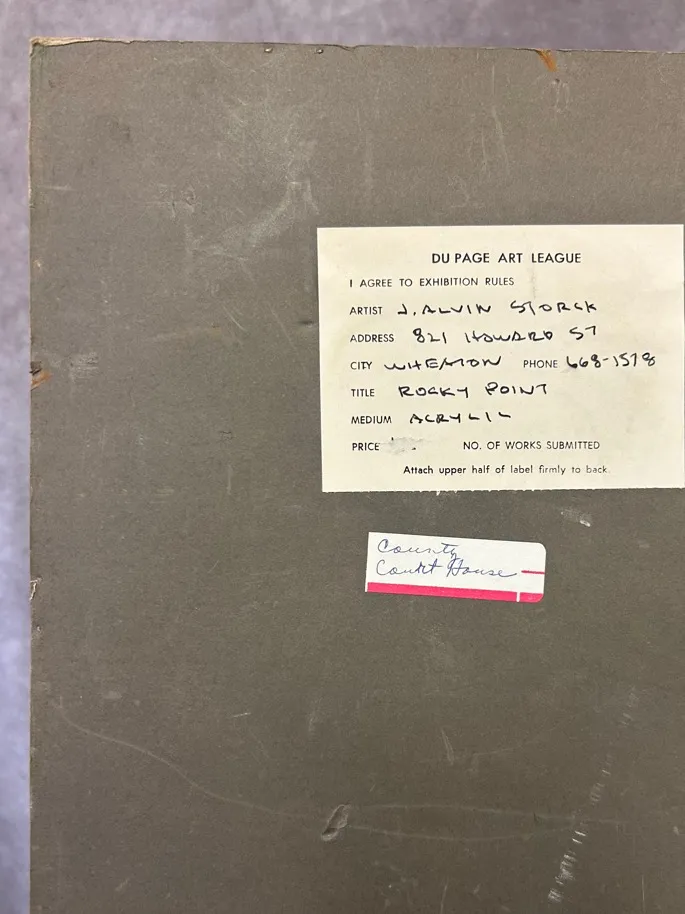 DU PAGE ART LEAGUE
I AGREE TO EXHIBITION RULES
ARTIST J. ALVIN STORCK
ADDRESS 821 HOWARD ST
CITY WHEATON PHONE 668-1578
TITLE ROCKY POINT
MEDIUM ACRYLIC
PRICE NO. OF WORKS SUBMITTED
Attach upper half of label firmly to back.
County
Court House